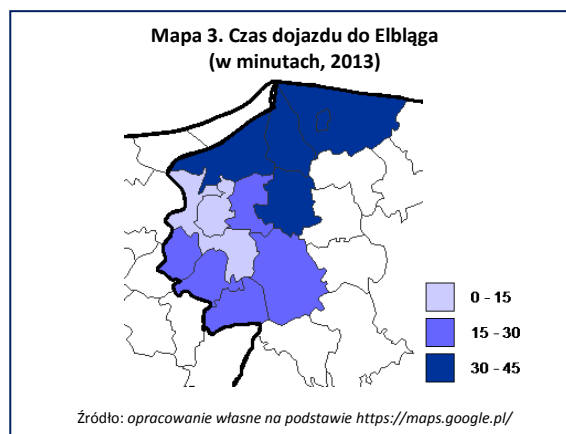 Mapa 3. Czas dojazdu do Elbląga
(w minutach, 2013)
0 - 15
15 - 30
30 - 45
Źródło: opracowanie własne na podstawie https://maps.google.pl/